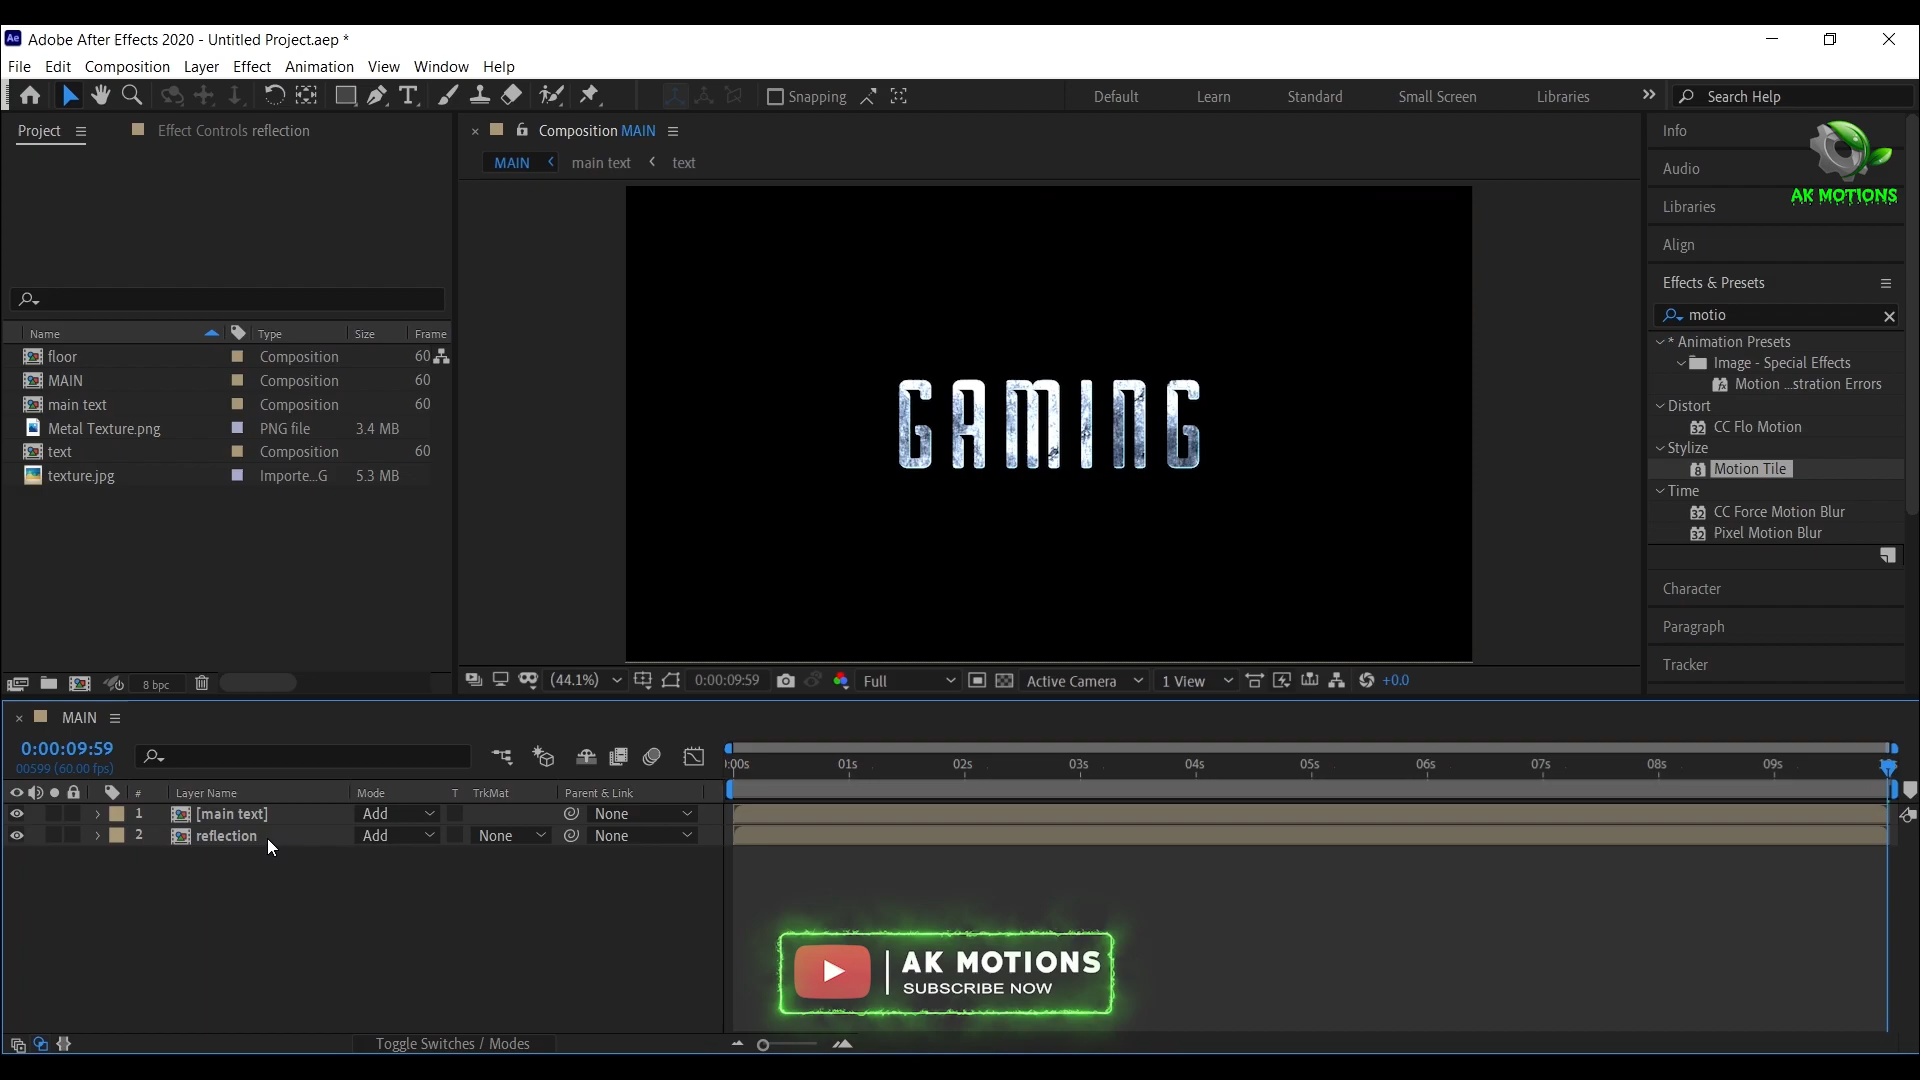 Ae Adobe After Effects 2020 - Untitled Project.aep *
File Edit Composition Layer Effect Animation View Window Help
Snapping Default Learn Standard Small Screen Libraries Search Help
Project Effect Controls reflection
Composition MAIN
MAIN main text text
Name Type Size Frame
floor Composition 60
MAIN Composition 60
main text Composition 60
Metal Texture.png PNG file 3.4 MB
text Composition 60
texture.jpg Importe...G 5.3 MB
8 bpc
GAMING
(44.1%) 0:00:09:59 Full Active Camera 1 View +0.0
Info
Audio
Libraries
Align
AK MOTIONS
Effects & Presets
motio
* Animation Presets
Image - Special Effects
Motion ...stration Errors
Distort
32 CC Flo Motion
Stylize
8 Motion Tile
Time
32 CC Force Motion Blur
32 Pixel Motion Blur
Character
Paragraph
Tracker
MAIN
0:00:09:59
00599 (60.00 fps)
:00s 01s 02s 03s 04s 05s 06s 07s 08s 09s
# Layer Name Mode T TrkMat Parent & Link
1 [main text] Add None
2 reflection Add None None
AK MOTIONS
SUBSCRIBE NOW
Toggle Switches / Modes